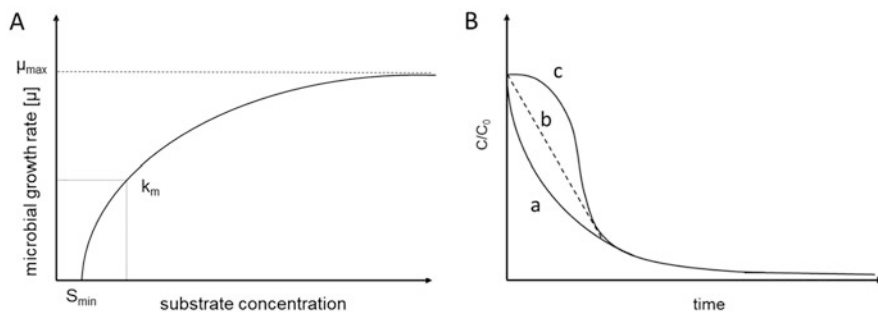 A
μmax
microbial growth rate [μ]
km
Smin
substrate concentration
B
C/C0
c
b
a
time